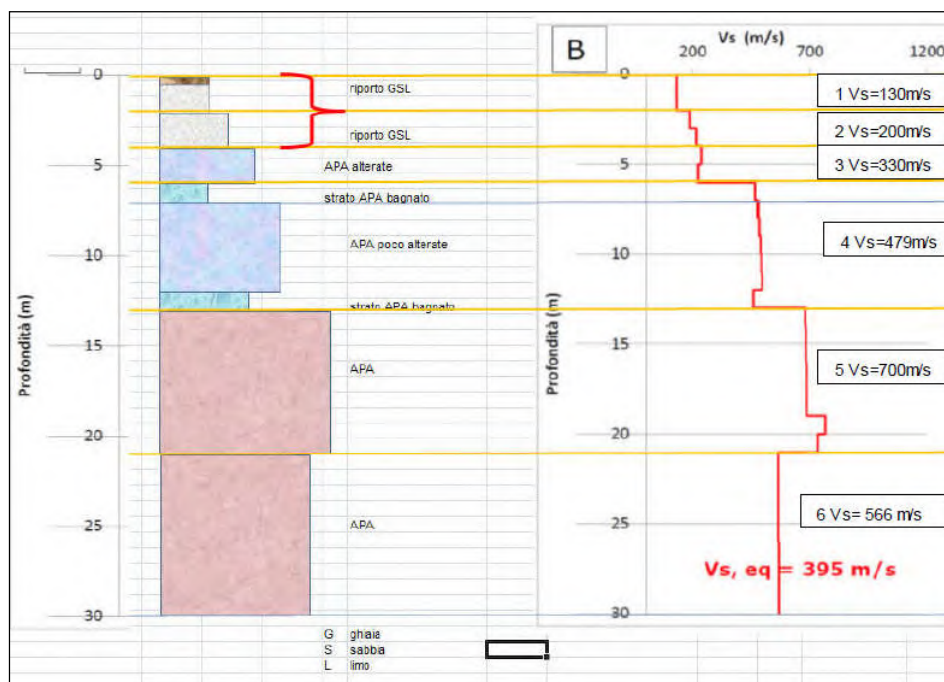 B
Vs (m/s)
200 700 1200
0
5
10
15
20
25
30
Profondità (m)
Profondità (m)
riporto GSL
riporto GSL
APA alterate
strato APA bagnato
APA poco alterate
strato APA bagnato
APA
APA
G ghiaia
S sabbia
L limo
0
5
10
15
20
25
30
Profondità (m)
1 Vs=130m/s
2 Vs=200m/s
3 Vs=330m/s
4 Vs=479m/s
5 Vs=700m/s
6 Vs= 566 m/s
Vs, eq = 395 m/s